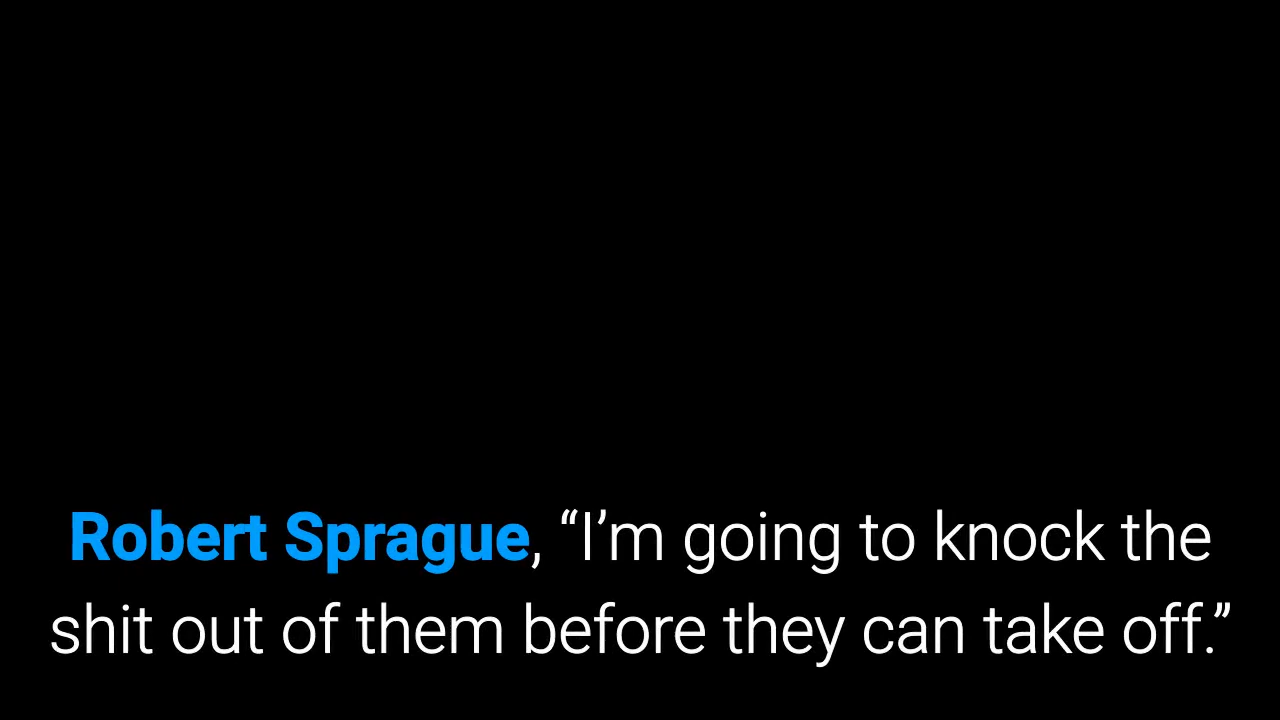 Robert Sprague, “I’m going to knock the
shit out of them before they can take off.”